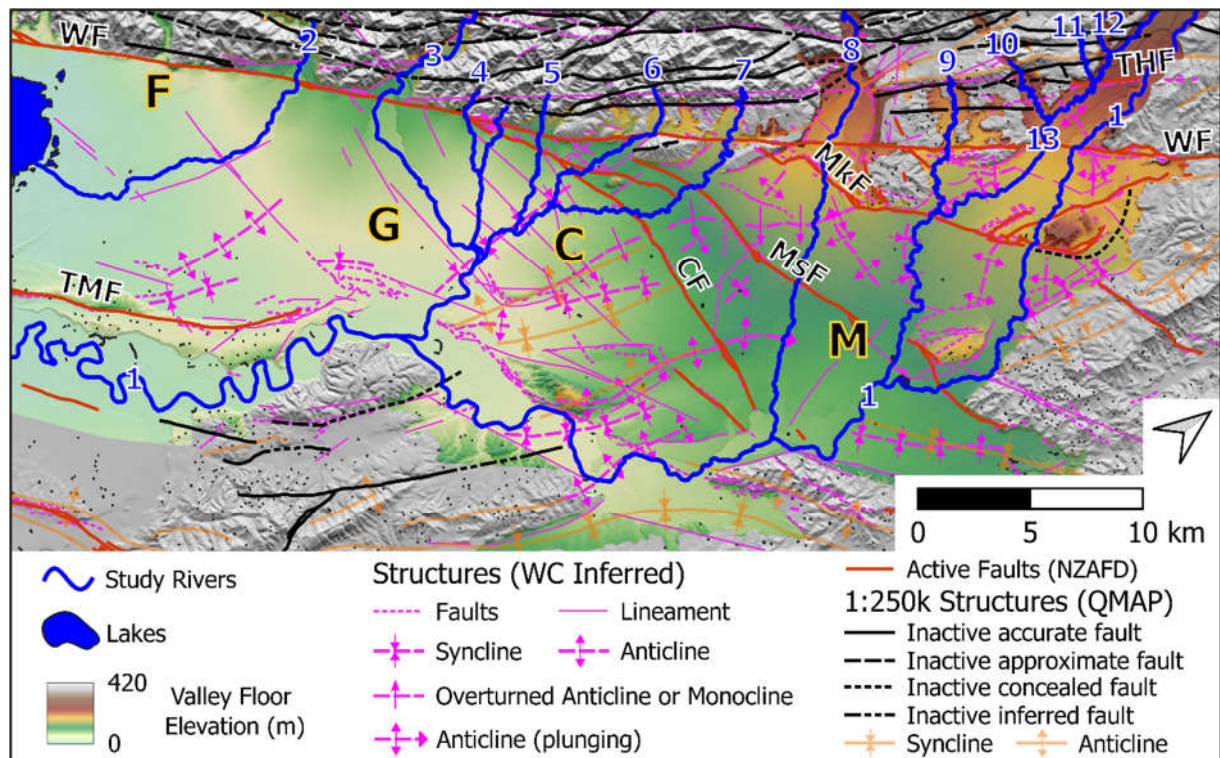 WF
2
3
4
5
6
7
8
9
10
11
12
THF
F
1
WF
13
MkF
G
C
CF
MsF
TMF
M
1
1
0 5 10 km
Study Rivers
Lakes
420
0
Valley Floor
Elevation (m)
Structures (WC Inferred)
Faults
Lineament
Syncline
Anticline
Overturned Anticline or Monocline
Anticline (plunging)
Active Faults (NZAFD)
1:250k Structures (QMAP)
Inactive accurate fault
Inactive approximate fault
Inactive concealed fault
Inactive inferred fault
Syncline
Anticline